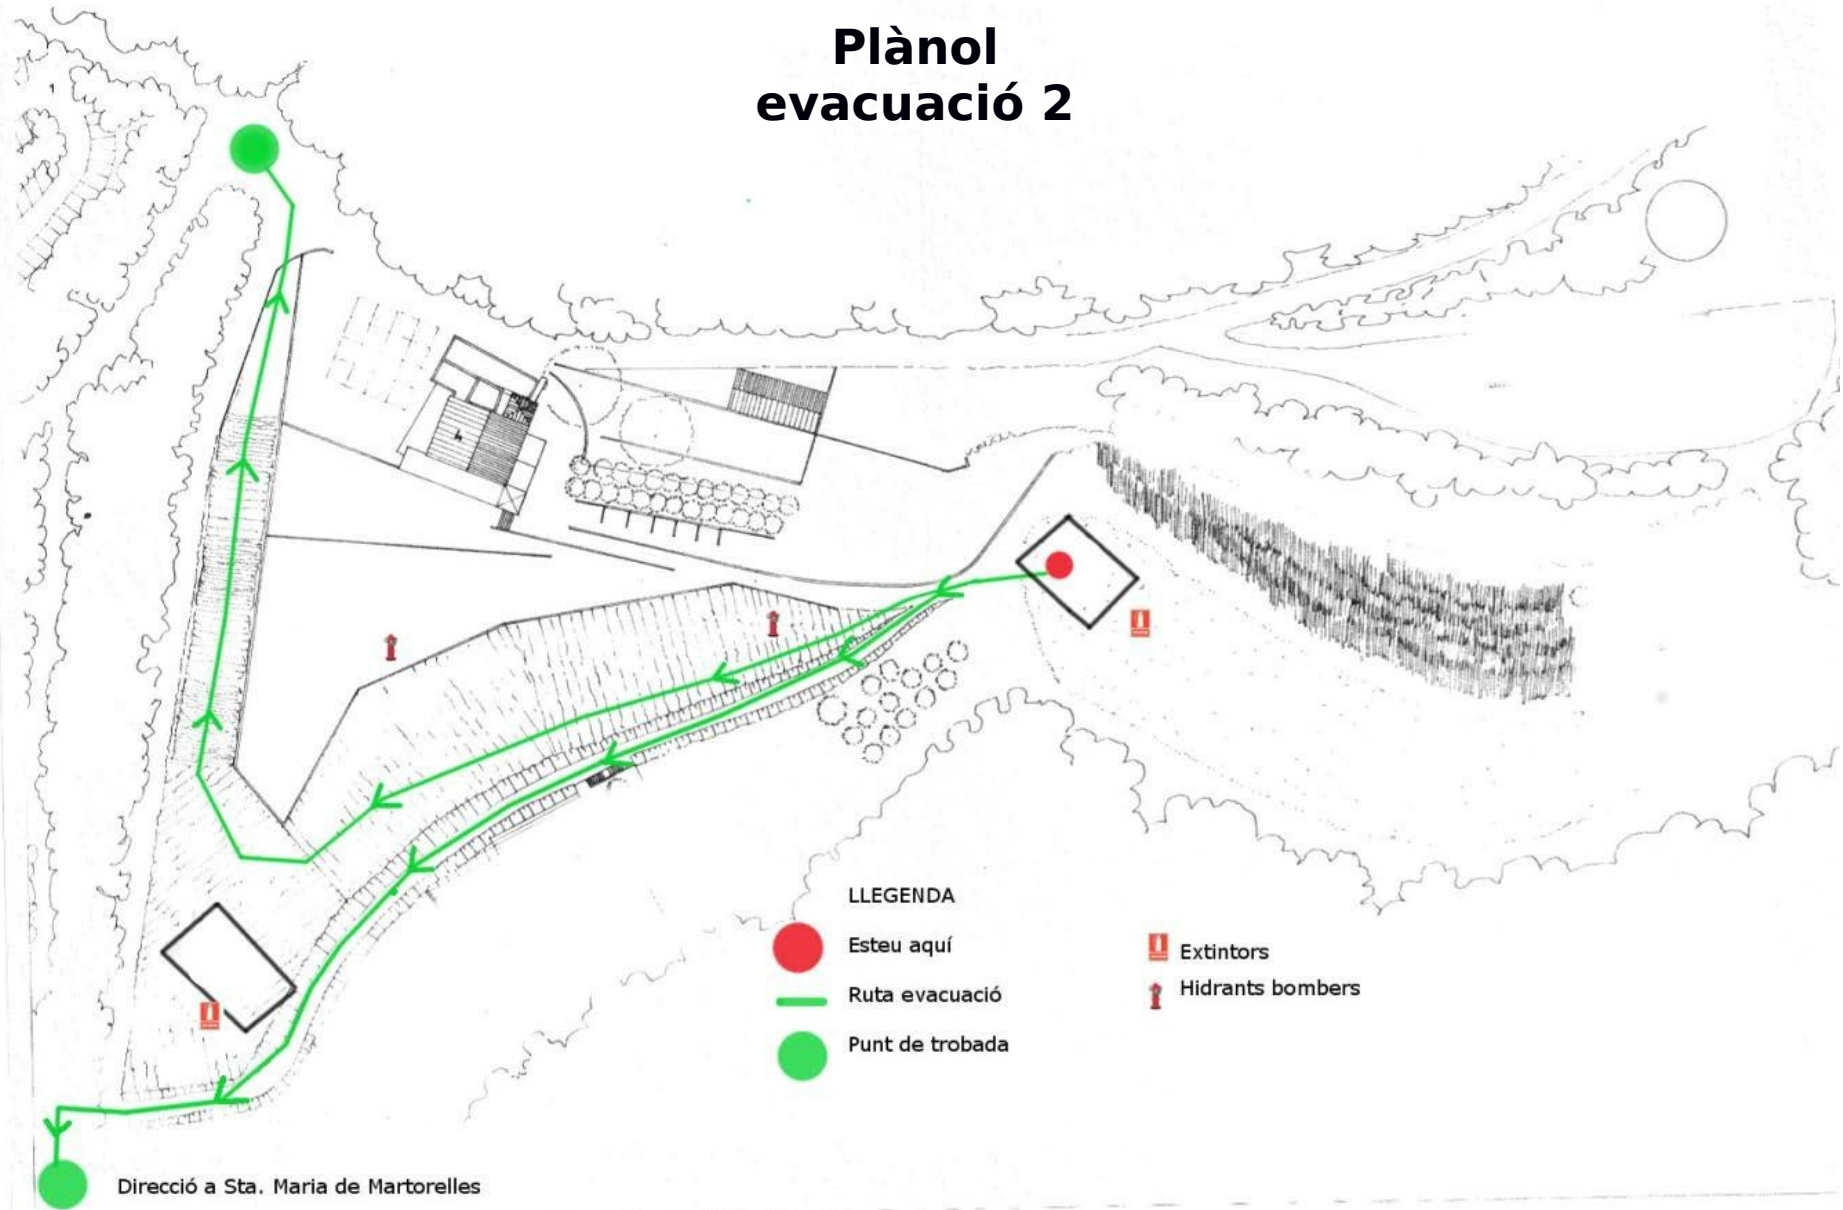 Plànol
evacuació 2
1
LLEGENDA
Esteu aquí
Ruta evacuació
Punt de trobada
Extintors
Hidrants bombers
Direcció a Sta. Maria de Martorelles